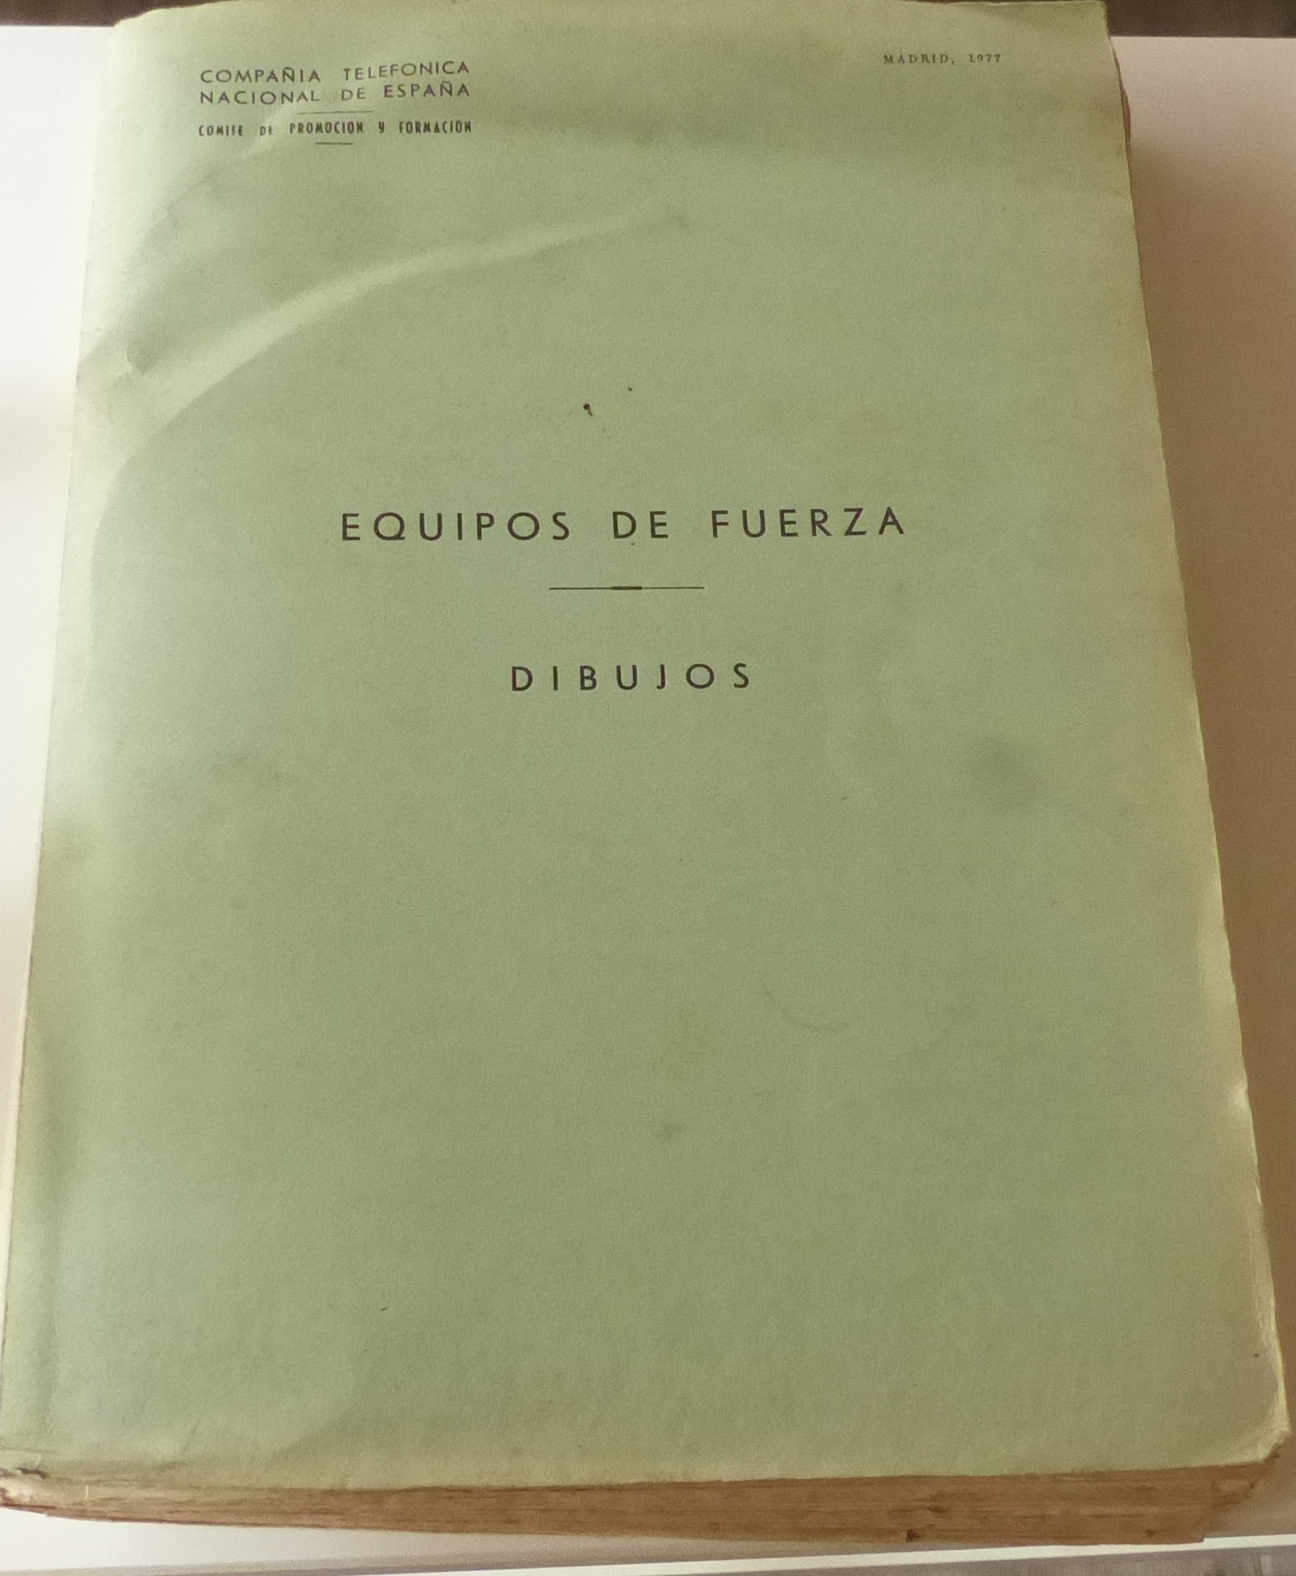 COMPAÑIA TELEFONICA
NACIONAL DE ESPAÑA
COMITE DE PROMOCION Y FORMACION
MADRID, 1977
EQUIPOS DE FUERZA
DIBUJOS